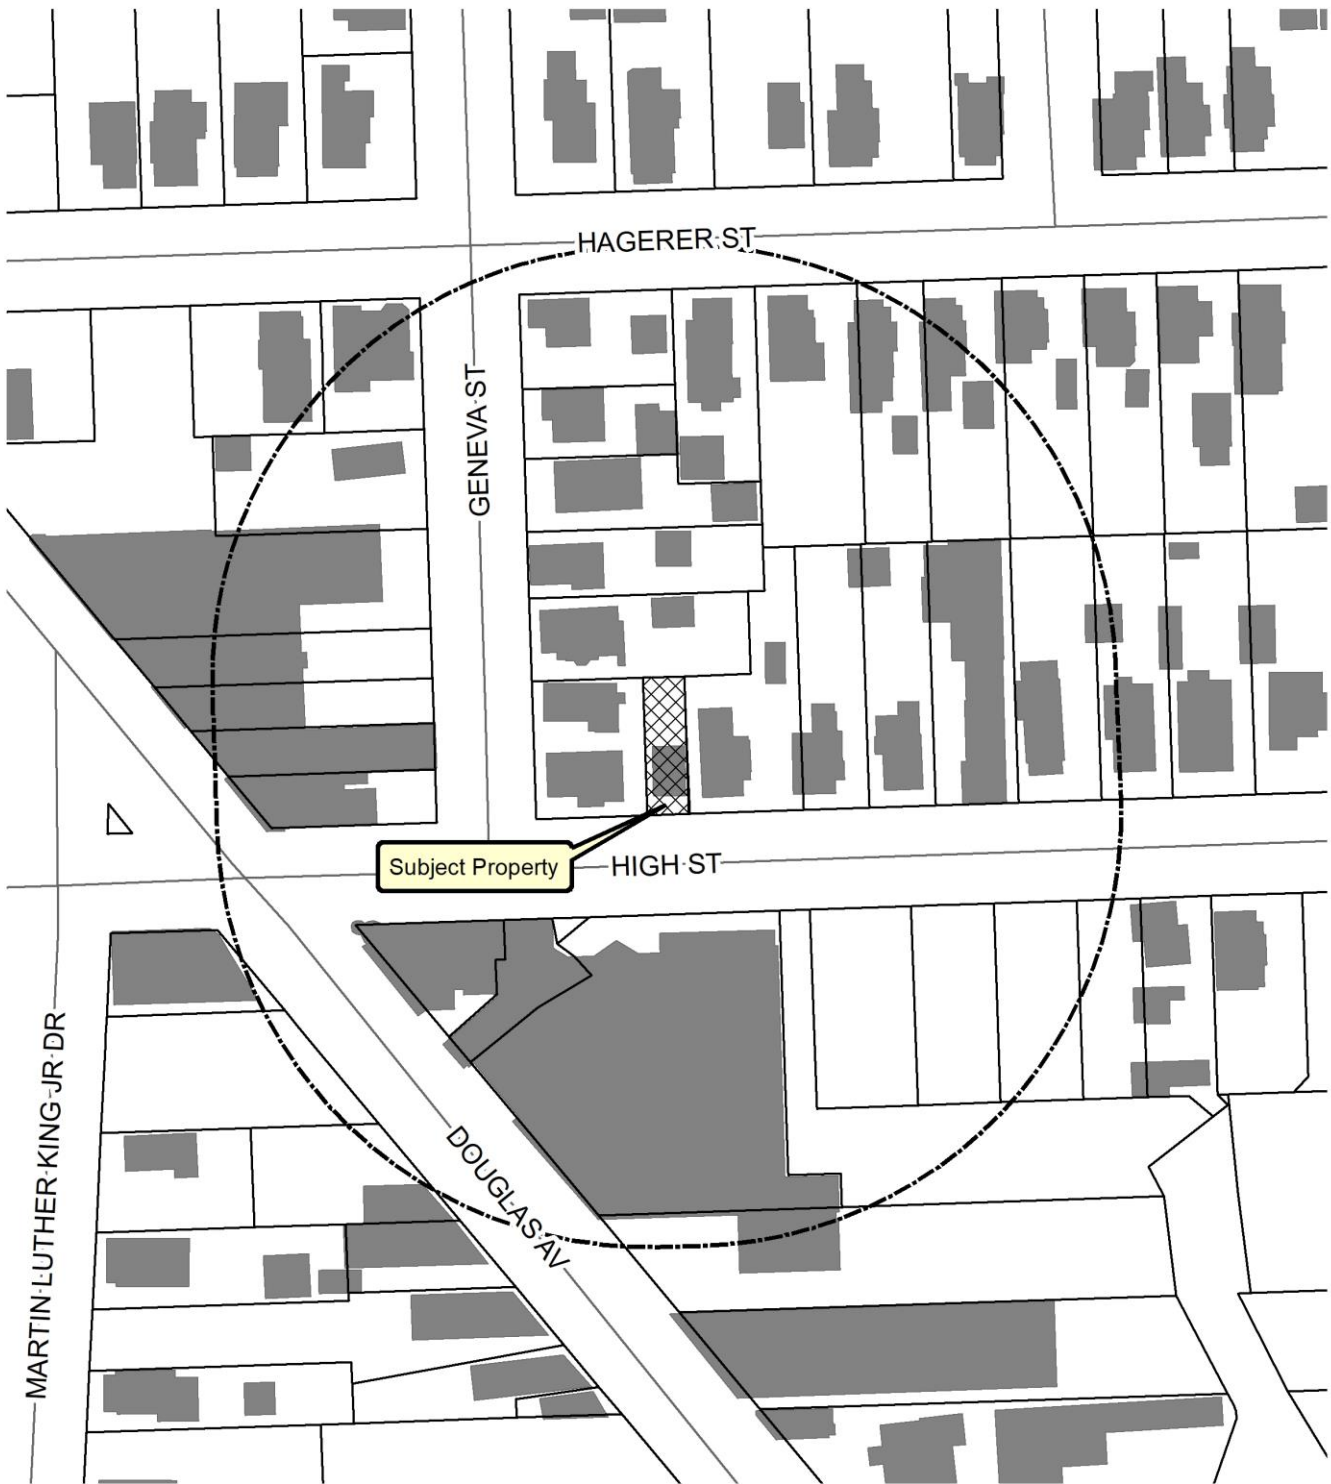 HAGERER ST
GENEVA ST
Subject Property
HIGH ST
MARTIN LUTHER KING JR DR
DOUGLAS AV